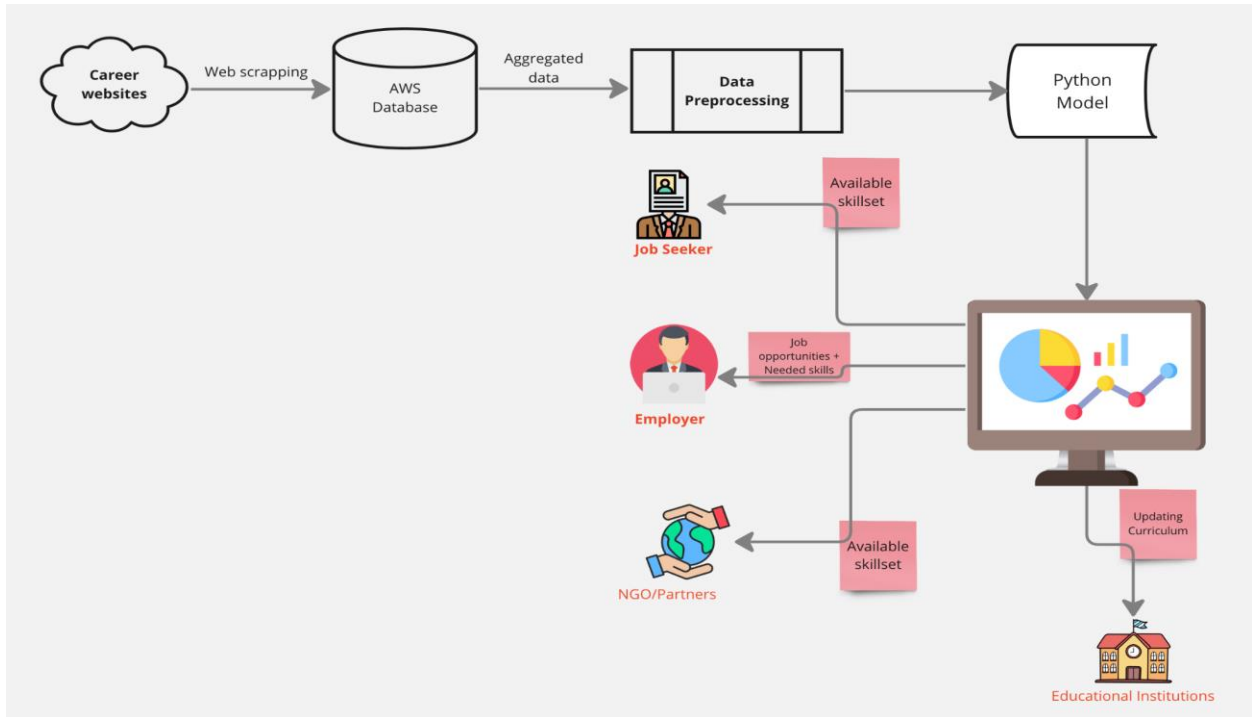 Career
websites
Web scrapping
AWS
Database
Aggregated
data
Data
Preprocessing
Python
Model
Available
skillset
Job Seeker
Job
opportunities +
Needed skills
Employer
Updating
Curriculum
Available
skillset
NGO/Partners
Educational Institutions